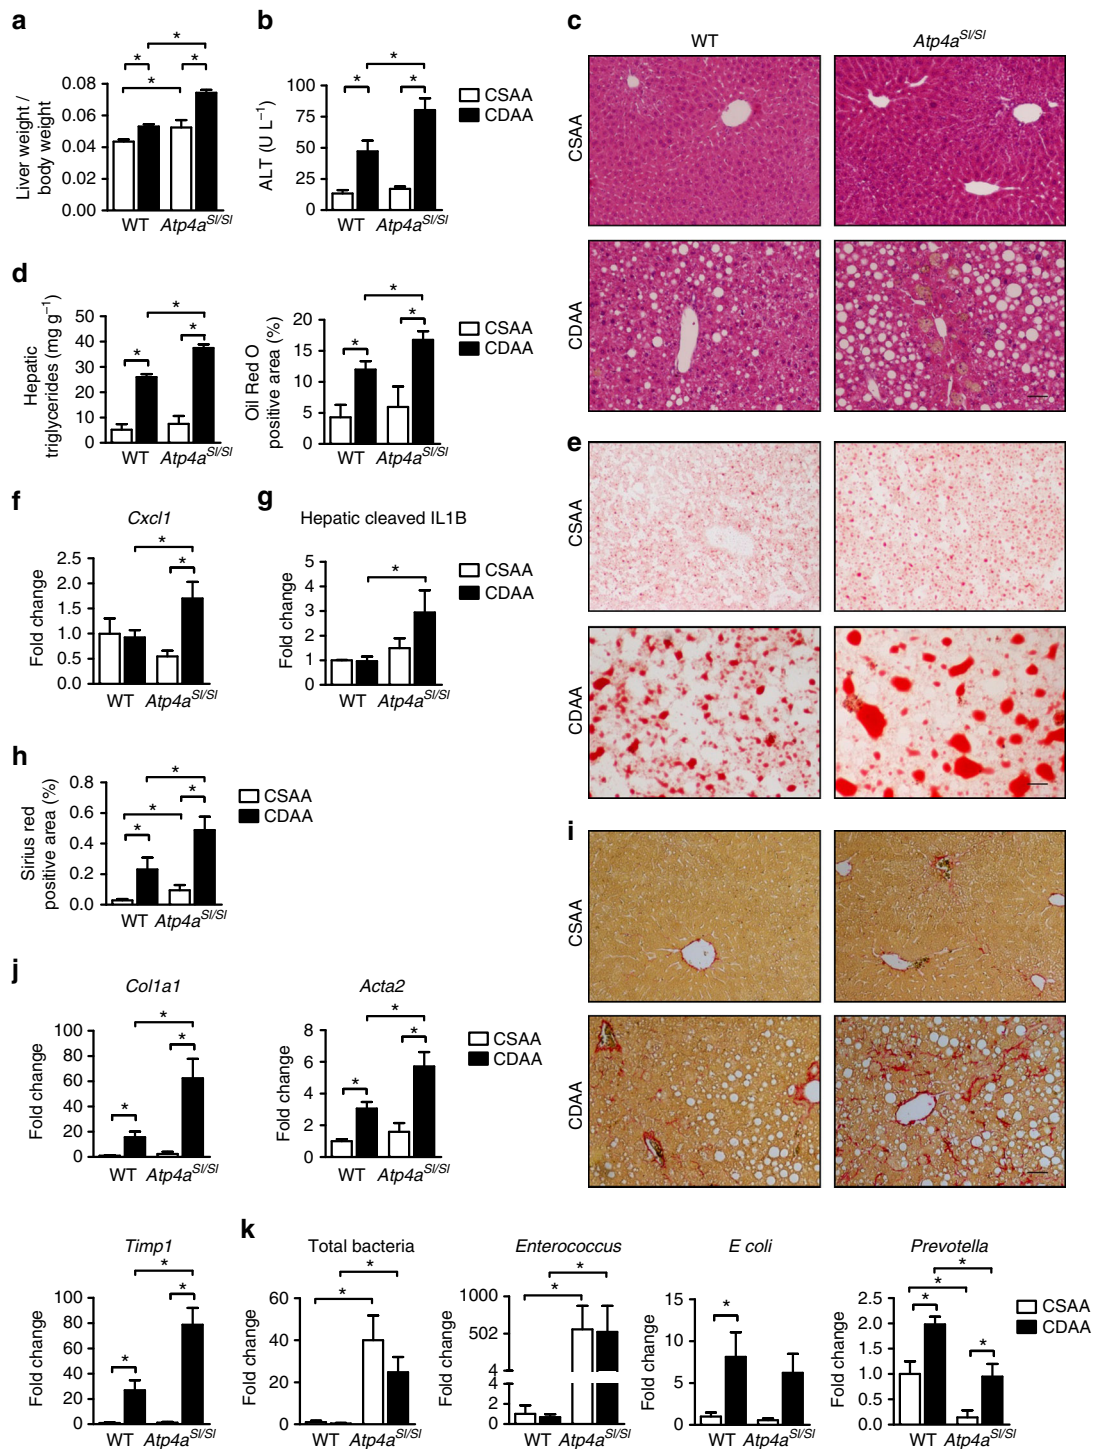 a
Liver weight /
body weight
0.08
0.06
0.04
0.02
0.00
* * * *
WT Atp4a^Sl/Sl
b
ALT (U L⁻¹)
100
75
50
25
0
* * *
WT Atp4a^Sl/Sl
CSAA
CDAA
c
WT Atp4a^Sl/Sl
CSAA
CDAA
d
Hepatic
triglycerides (mg g⁻¹)
50
40
30
20
10
0
* * *
WT Atp4a^Sl/Sl
Oil Red O
positive area (%)
20
15
10
5
0
* * *
WT Atp4a^Sl/Sl
CSAA
CDAA
e
CSAA
CDAA
f
Cxcl1
Fold change
2.5
2.0
1.5
1.0
0.5
0.0
* *
WT Atp4a^Sl/Sl
g
Hepatic cleaved IL1B
Fold change
5
4
3
2
1
0
*
WT Atp4a^Sl/Sl
CSAA
CDAA
h
Sirius red
positive area (%)
0.8
0.6
0.4
0.2
0.0
* * * *
WT Atp4a^Sl/Sl
CSAA
CDAA
i
CSAA
CDAA
j
Col1a1
Fold change
100
80
60
40
20
0
* * *
WT Atp4a^Sl/Sl
Acta2
Fold change
8
6
4
2
0
* * *
WT Atp4a^Sl/Sl
CSAA
CDAA
Timp1
Fold change
100
80
60
40
20
0
* * *
WT Atp4a^Sl/Sl
k
Total bacteria
Fold change
60
40
20
0
* *
WT Atp4a^Sl/Sl
Enterococcus
Fold change
1000
502
4
4
2
0
* *
WT Atp4a^Sl/Sl
E coli
Fold change
15
10
5
0
*
WT Atp4a^Sl/Sl
Prevotella
Fold change
2.5
2.0
1.5
1.0
0.5
0.0
* * * *
WT Atp4a^Sl/Sl
CSAA
CDAA